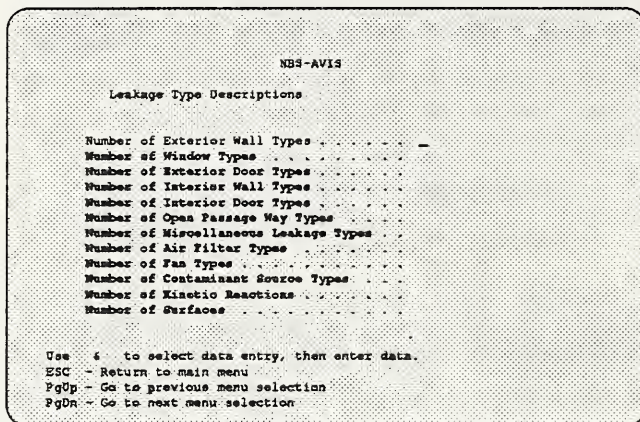 NBS-AVIS
Leakage Type Descriptions
Number of Exterior Wall Types . . . . . . _
Number of Window Types . . . . . . . . .
Number of Exterior Door Types . . . . . .
Number of Interior Wall Types . . . . . .
Number of Interior Door Types . . . . . .
Number of Open Passage Way Types . . . .
Number of Miscellaneous Leakage Types . .
Number of Air Filter Types . . . . . . .
Number of Fan Types . . . . . . . . . . .
Number of Contaminant Source Types . . .
Number of Kinetic Reactions . . . . . . .
Number of Surfaces . . . . . . . . . . .
Use & to select data entry, then enter data.
ESC - Return to main menu
PgUp - Go to previous menu selection
PgDn - Go to next menu selection